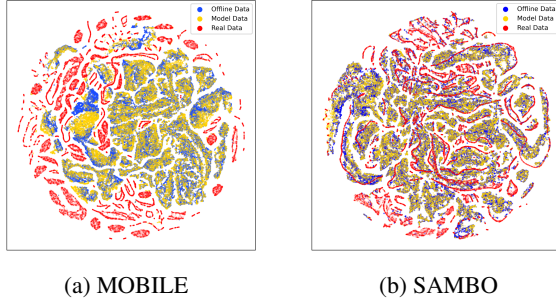 Offline Data
Model Data
Real Data
Offline Data
Model Data
Real Data
(a) MOBILE
(b) SAMBO